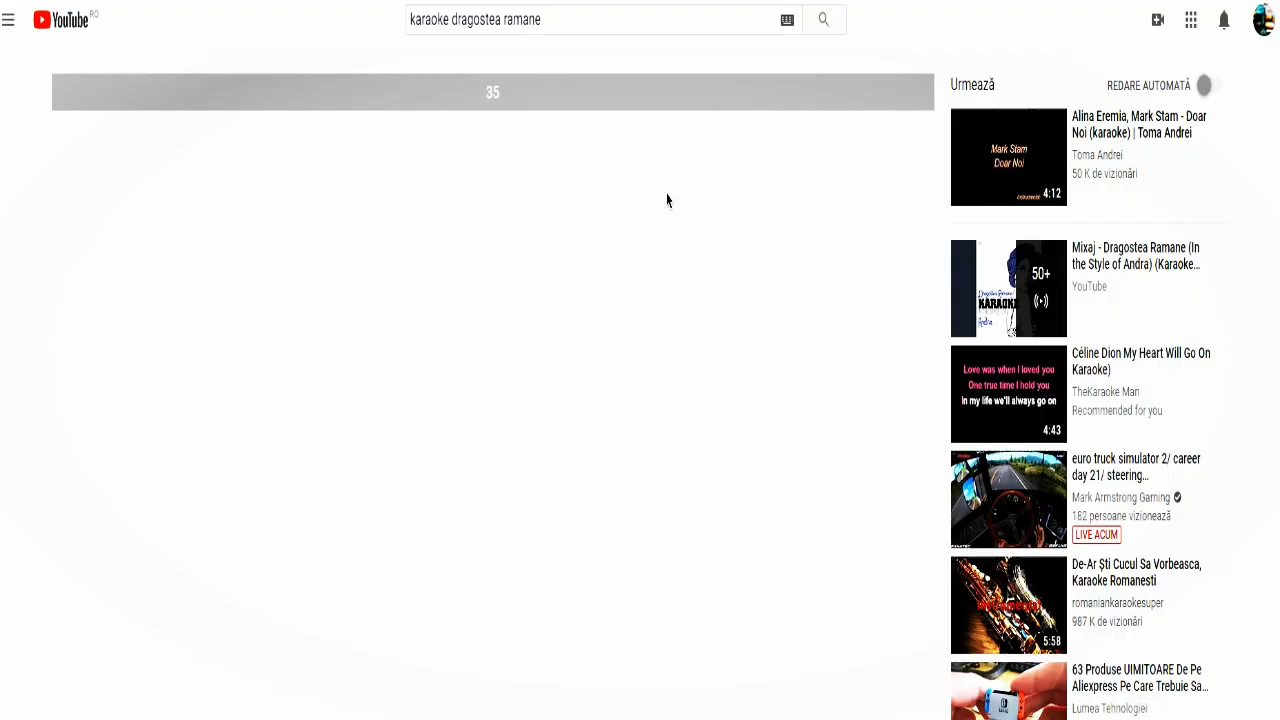 YouTube RO
karaoke dragostea ramane
35
Urmează
REDARE AUTOMATĂ
Mark Stam
Doar Noi
Instrumental
4:12
Alina Eremia, Mark Stam - Doar
Noi (karaoke) | Toma Andrei
Toma Andrei
50 K de vizionări
50+
Dragostea Ramane
KARAOKE
Andra
Mixaj - Dragostea Ramane (In
the Style of Andra) (Karaoke...
YouTube
Love was when I loved you
One true time I hold you
In my life we'll always go on
4:43
Céline Dion My Heart Will Go On
Karaoke)
TheKaraoke Man
Recommended for you
euro truck simulator 2/ career
day 21/ steering...
Mark Armstrong Gaming
182 persoane vizionează
LIVE ACUM
5:58
De-Ar Ști Cucul Sa Vorbeasca,
Karaoke Romanesti
romaniankaraokesuper
987 K de vizionări
63 Produse UIMITOARE De Pe
Aliexpress Pe Care Trebuie Sa...
Lumea Tehnologiei